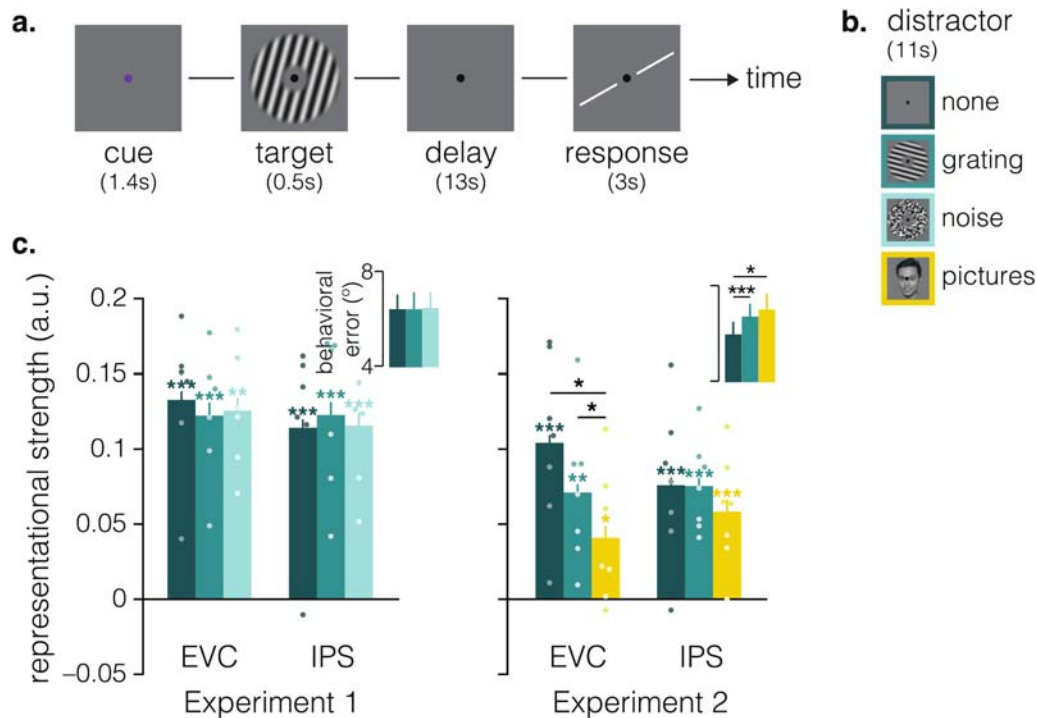 a.
cue
(1.4s)
target
(0.5s)
delay
(13s)
response
(3s)
time
b.
distractor
(11s)
none
grating
noise
pictures
c.
representational strength (a.u.)
0.2
0.15
0.1
0.05
0
−0.05
behavioral
error (°)
8
4
***
***
**
***
***
***
EVC
IPS
Experiment 1
*
*
***
**
*
***
***
***
*
***
EVC
IPS
Experiment 2